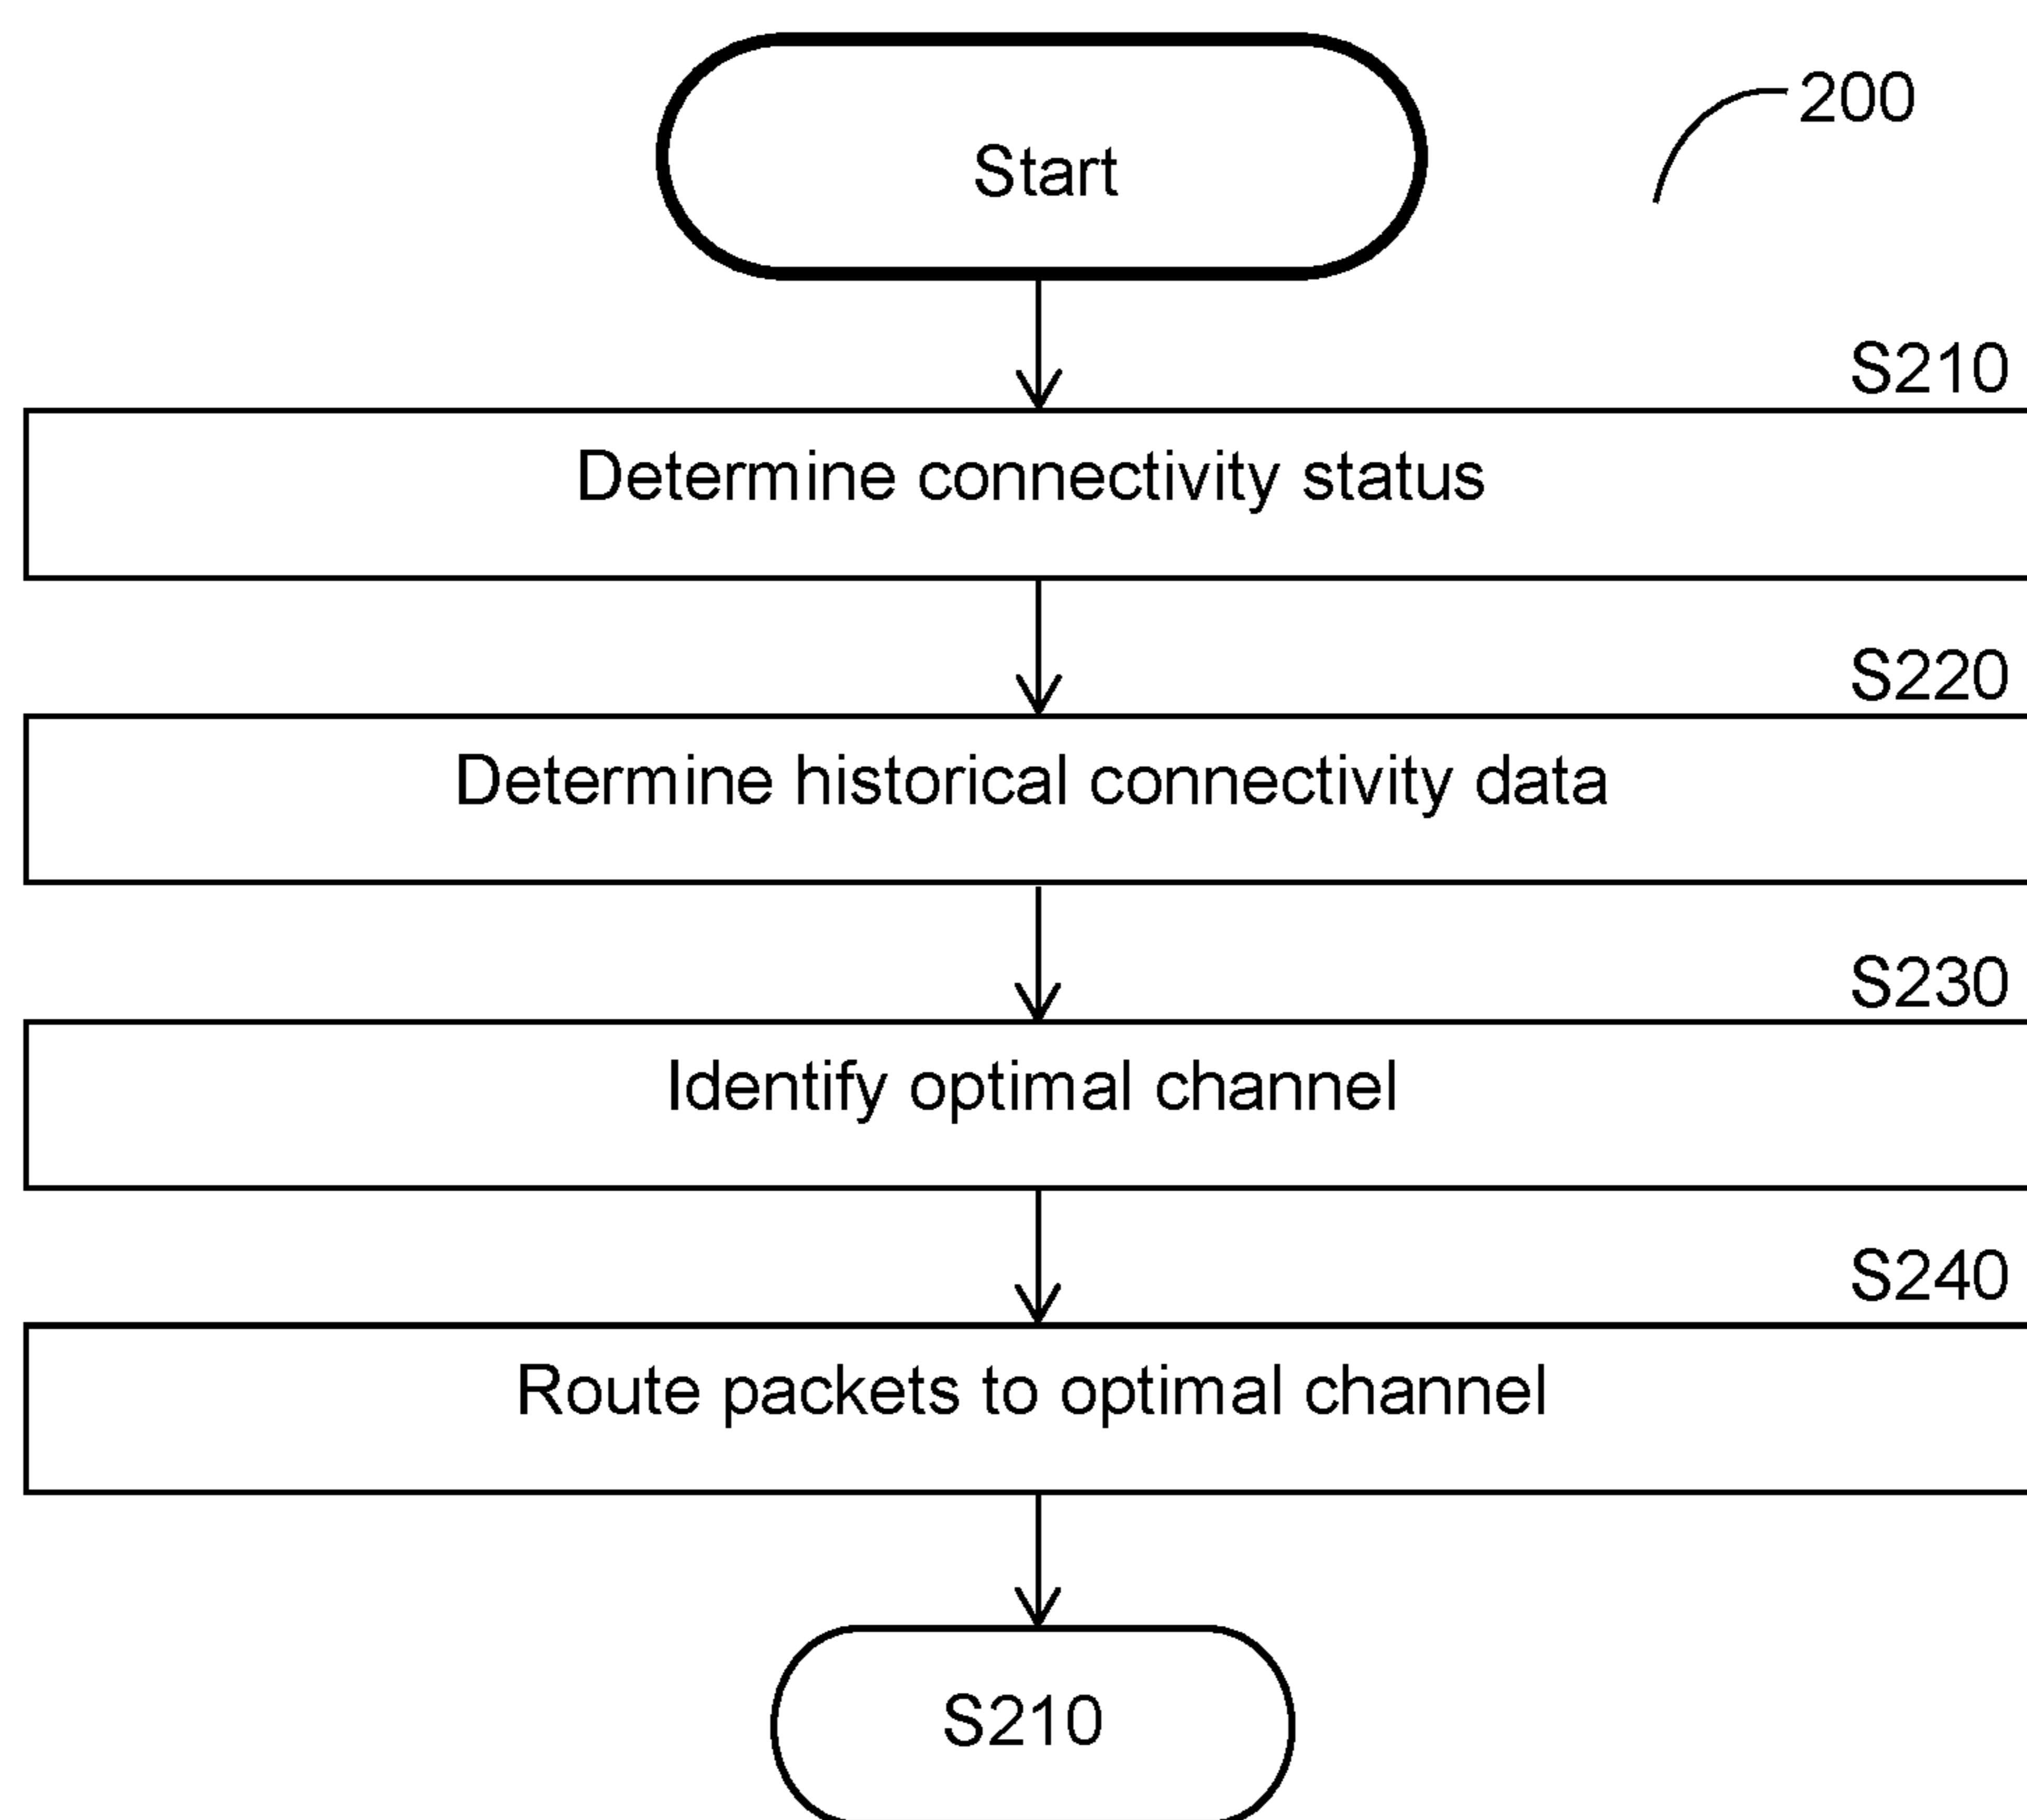 Start
200
S210
Determine connectivity status
S220
Determine historical connectivity data
S230
Identify optimal channel
S240
Route packets to optimal channel
S210